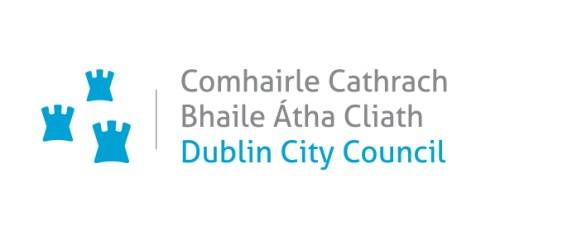 Comhairle Cathrach
Bhaile Átha Cliath
Dublin City Council